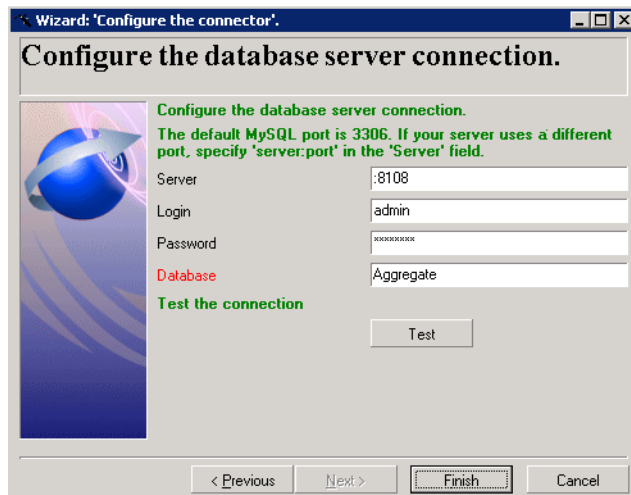 Wizard: 'Configure the connector'.
Configure the database server connection.
Configure the database server connection.
The default MySQL port is 3306. If your server uses a different
port, specify 'server:port' in the 'Server' field.
Server :8108
Login admin
Password ********
Database Aggregate
Test the connection
Test
< Previous Next > Finish Cancel